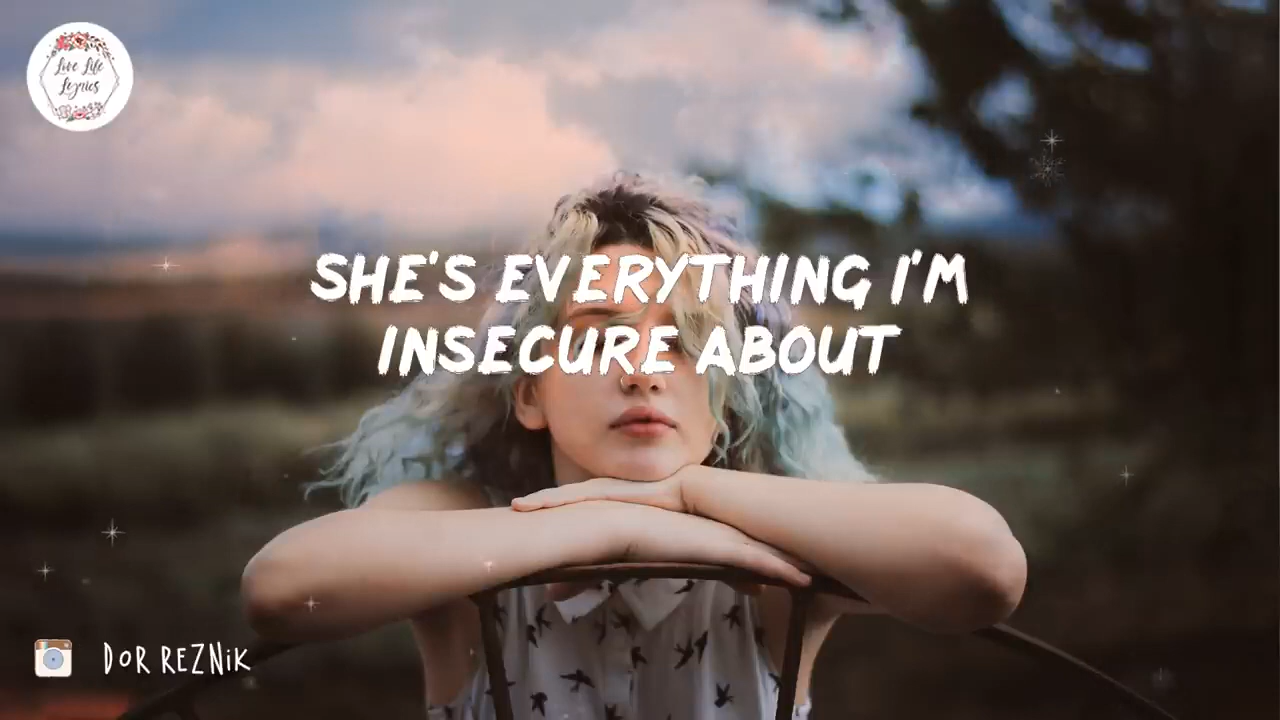 Love Life
Lyrics
SHE'S EVERYTHING I'M
INSECURE ABOUT
DOR REZNiK